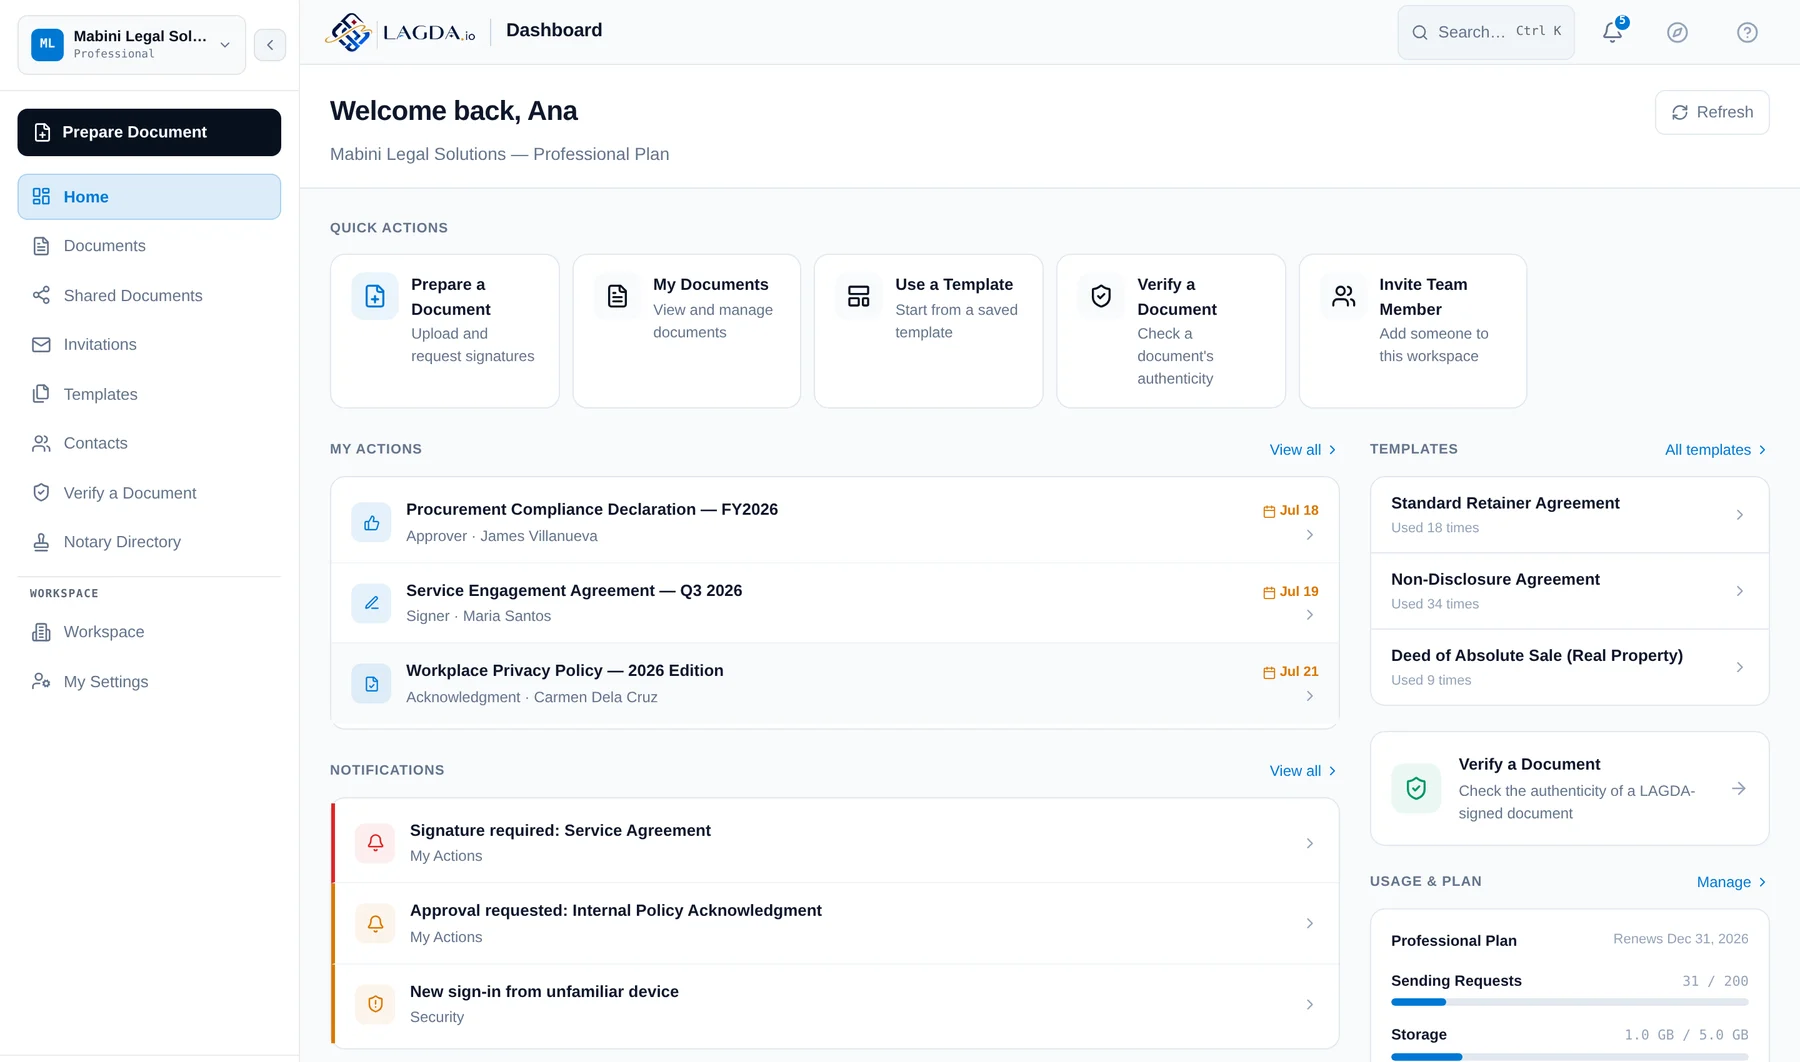 ML
Mabini Legal Sol...
Professional
Prepare Document
Home
Documents
Shared Documents
Invitations
Templates
Contacts
Verify a Document
Notary Directory
WORKSPACE
Workspace
My Settings
LAGDA.io
Dashboard
Search... Ctrl K
5
Welcome back, Ana
Mabini Legal Solutions — Professional Plan
Refresh
QUICK ACTIONS
Prepare a
Document
Upload and
request signatures
My Documents
View and manage
documents
Use a Template
Start from a saved
template
Verify a
Document
Check a
document's
authenticity
Invite Team
Member
Add someone to
this workspace
MY ACTIONS
View all
Procurement Compliance Declaration — FY2026
Approver · James Villanueva
Jul 18
Service Engagement Agreement — Q3 2026
Signer · Maria Santos
Jul 19
Workplace Privacy Policy — 2026 Edition
Acknowledgment · Carmen Dela Cruz
Jul 21
NOTIFICATIONS
View all
Signature required: Service Agreement
My Actions
Approval requested: Internal Policy Acknowledgment
My Actions
New sign-in from unfamiliar device
Security
TEMPLATES
All templates
Standard Retainer Agreement
Used 18 times
Non-Disclosure Agreement
Used 34 times
Deed of Absolute Sale (Real Property)
Used 9 times
Verify a Document
Check the authenticity of a LAGDA-
signed document
USAGE & PLAN
Manage
Professional Plan
Renews Dec 31, 2026
Sending Requests
31 / 200
Storage
1.0 GB / 5.0 GB